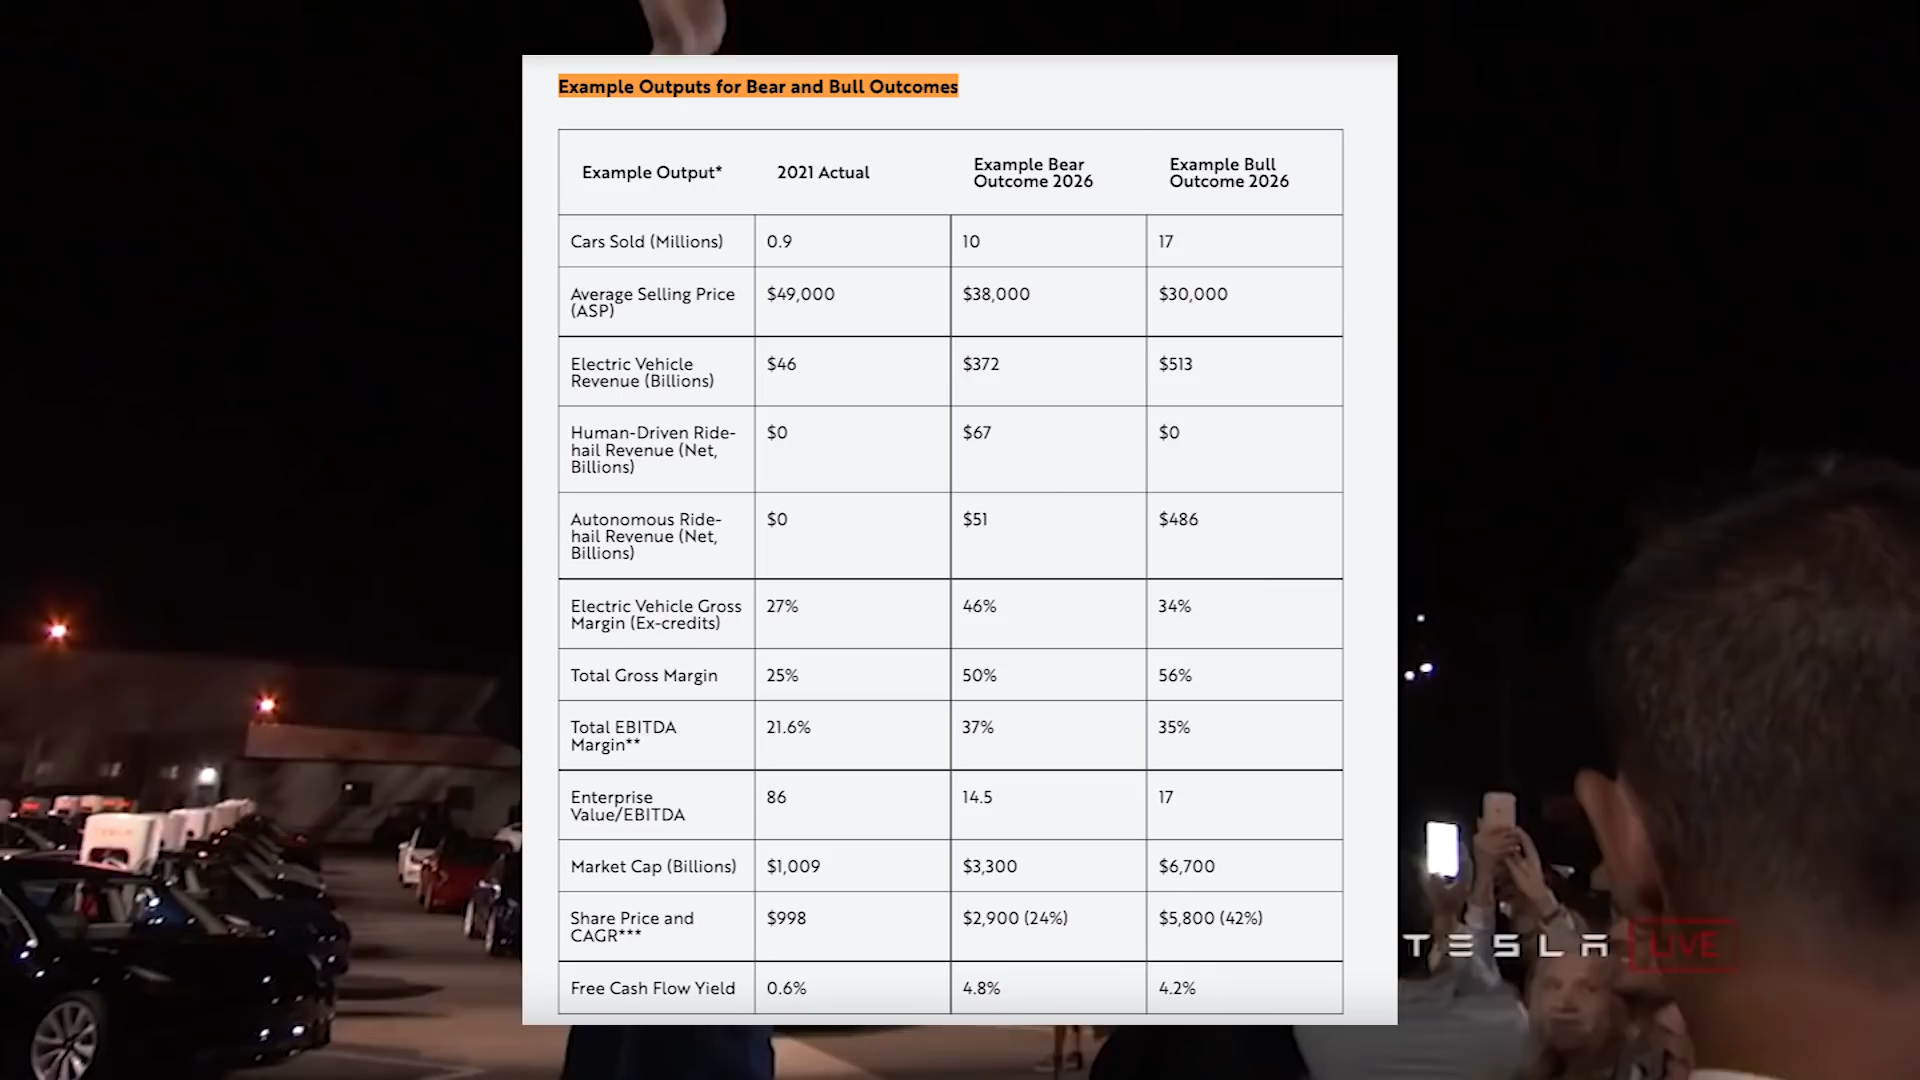 Example Outputs for Bear and Bull Outcomes
Example Output*
2021 Actual
Example Bear
Outcome 2026
Example Bull
Outcome 2026
Cars Sold (Millions)
0.9
10
17
Average Selling Price
(ASP)
$49,000
$38,000
$30,000
Electric Vehicle
Revenue (Billions)
$46
$372
$513
Human-Driven Ride-
hail Revenue (Net,
Billions)
$0
$67
$0
Autonomous Ride-
hail Revenue (Net,
Billions)
$0
$51
$486
Electric Vehicle Gross
Margin (Ex-credits)
27%
46%
34%
Total Gross Margin
25%
50%
56%
Total EBITDA
Margin**
21.6%
37%
35%
Enterprise
Value/EBITDA
86
14.5
17
Market Cap (Billions)
$1,009
$3,300
$6,700
Share Price and
CAGR***
$998
$2,900 (24%)
$5,800 (42%)
Free Cash Flow Yield
0.6%
4.8%
4.2%
TESLA LIVE